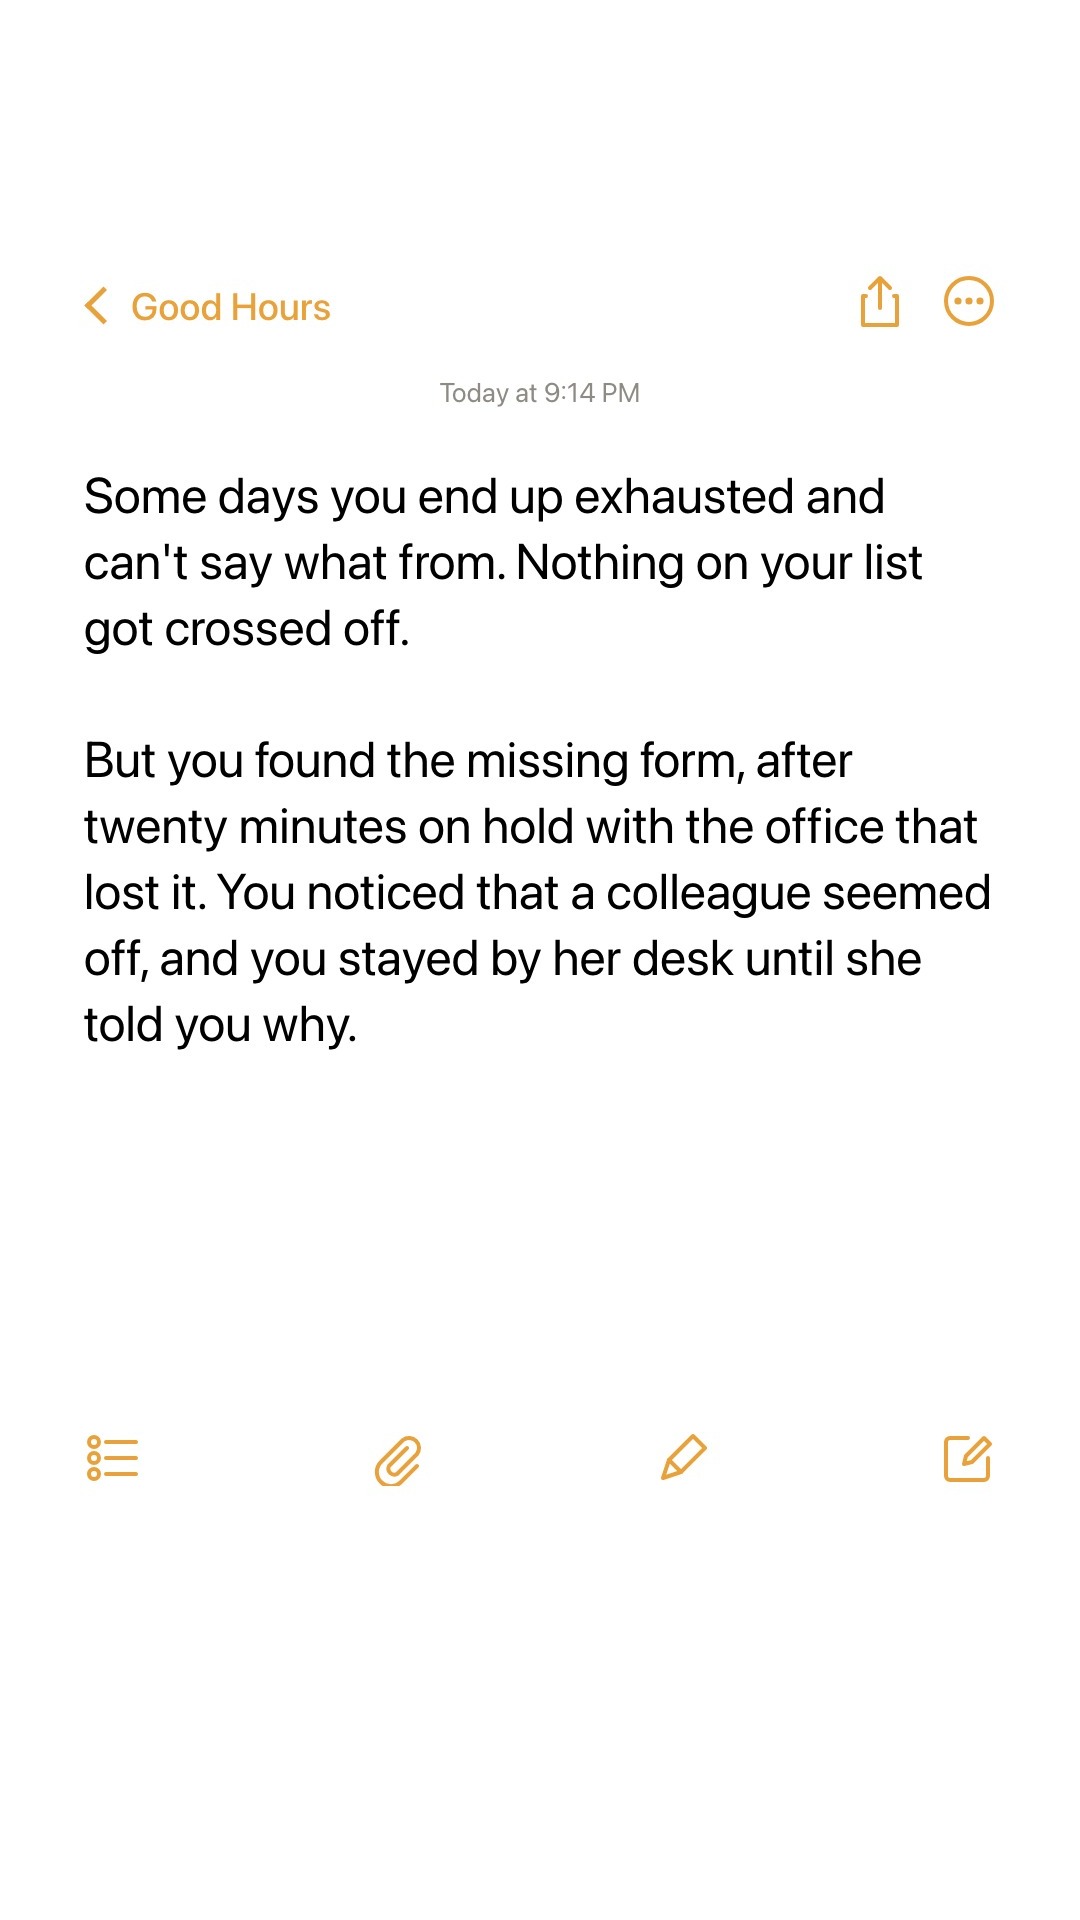 Good Hours
Today at 9:14 PM
Some days you end up exhausted and
can't say what from. Nothing on your list
got crossed off.
But you found the missing form, after
twenty minutes on hold with the office that
lost it. You noticed that a colleague seemed
off, and you stayed by her desk until she
told you why.